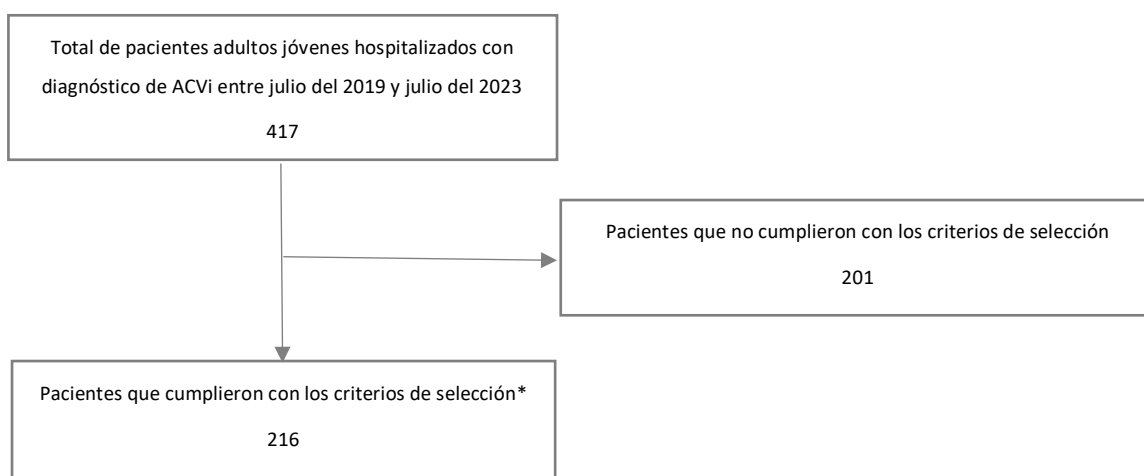 Total de pacientes adultos jóvenes hospitalizados con
diagnóstico de ACVi entre julio del 2019 y julio del 2023
417
Pacientes que no cumplieron con los criterios de selección
201
Pacientes que cumplieron con los criterios de selección*
216